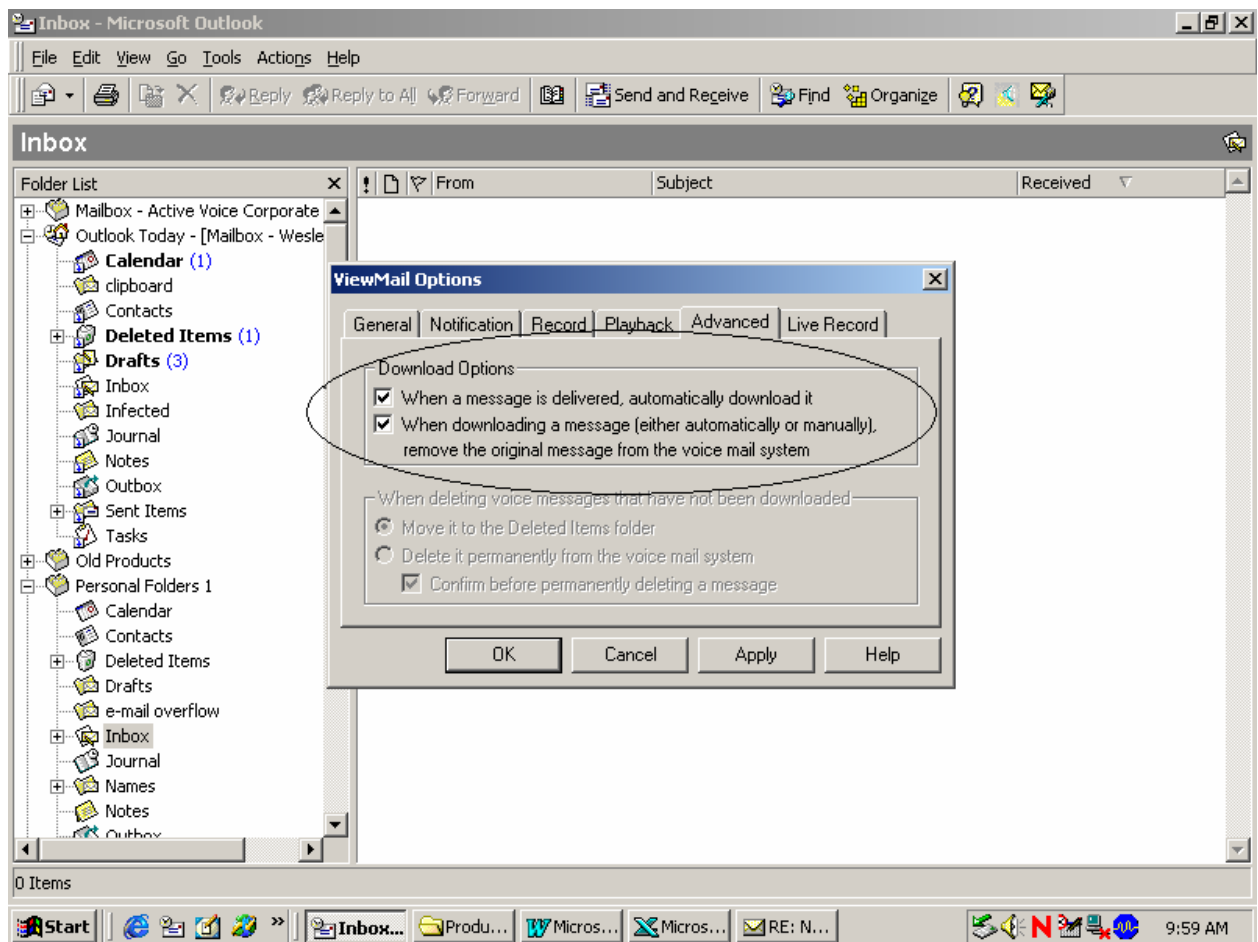 Inbox - Microsoft Outlook
File Edit View Go Tools Actions Help
Reply Reply to All Forward Send and Receive Find Organize
Inbox
Folder List
! From Subject Received
Mailbox - Active Voice Corporate
Outlook Today - [Mailbox - Wesle
Calendar (1)
clipboard
Contacts
Deleted Items (1)
Drafts (3)
Inbox
Infected
Journal
Notes
Outbox
Sent Items
Tasks
Old Products
Personal Folders 1
Calendar
Contacts
Deleted Items
Drafts
e-mail overflow
Inbox
Journal
Names
Notes
Outbox
ViewMail Options
General Notification Record Playback Advanced Live Record
Download Options
When a message is delivered, automatically download it
When downloading a message (either automatically or manually),
remove the original message from the voice mail system
When deleting voice messages that have not been downloaded
Move it to the Deleted Items folder
Delete it permanently from the voice mail system
Confirm before permanently deleting a message
OK Cancel Apply Help
0 Items
Start » Inbox... Produ... Micros... Micros... RE: N... N 9:59 AM